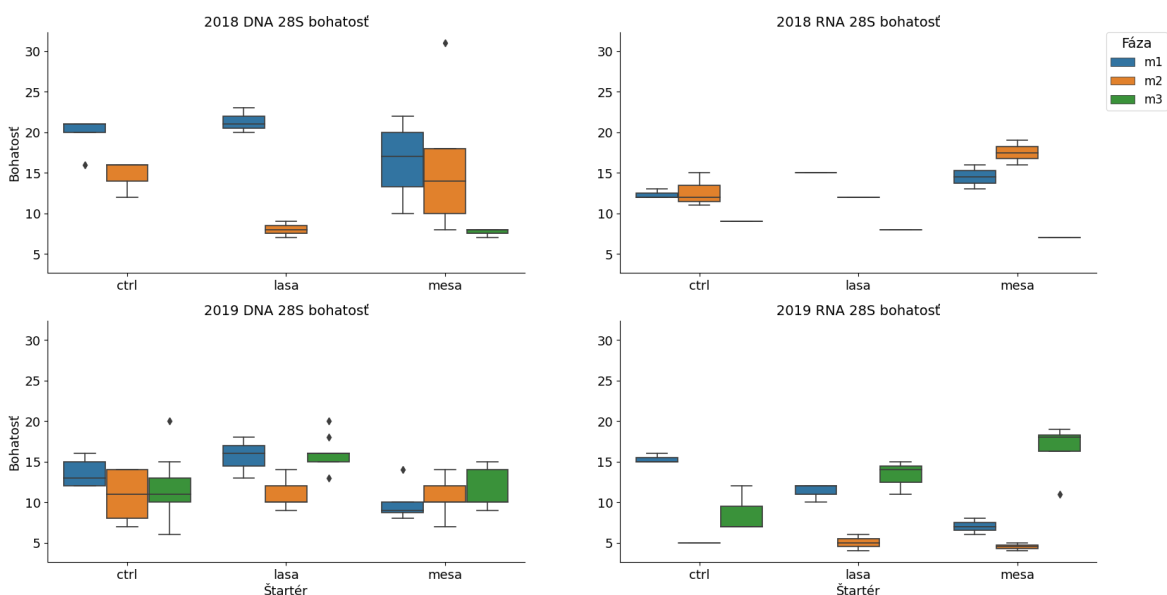 2018 DNA 28S bohatosť
30
25
20
15
10
5
Bohatosť
ctrl lasa mesa
2018 RNA 28S bohatosť
30
25
20
15
10
5
ctrl lasa mesa
Fáza
m1
m2
m3
2019 DNA 28S bohatosť
30
25
20
15
10
5
Bohatosť
ctrl lasa mesa
Štartér
2019 RNA 28S bohatosť
30
25
20
15
10
5
ctrl lasa mesa
Štartér